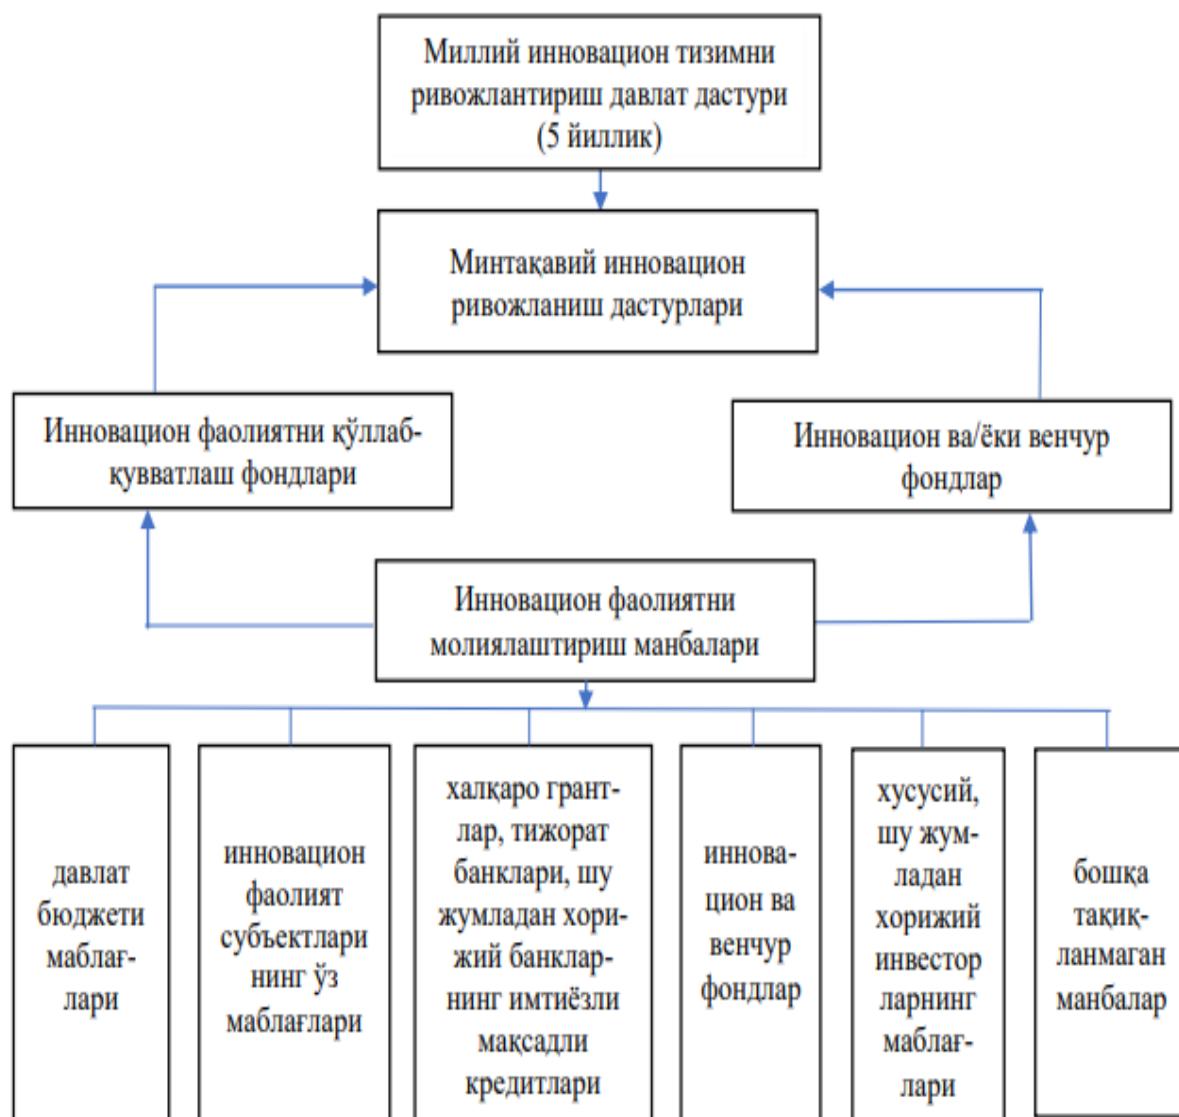 Миллий инновацион тизимни
ривожлантириш давлат дастури
(5 йиллик)
Минтақавий инновацион
ривожланиш дастурлари
Инновацион фаолиятни қўллаб-
қувватлаш фондлари
Инновацион ва/ёки венчур
фондлар
Инновацион фаолиятни
молиялаштириш манбалари
давлат
бюджети
маблағ-
лари
инновацион
фаолият
субъектлари
нинг ўз
маблағлари
халқаро грант-
лар, тижорат
банклари, шу
жумладан хори-
жий банклар-
нинг имтиёзли
мақсадли
кредитлари
иннова-
цион ва
венчур
фондлар
хусусий,
шу жум-
ладан
хорижий
инвестор
ларнинг
маблағ-
лари
бошқа
тақиқ-
ланмаган
манбалар